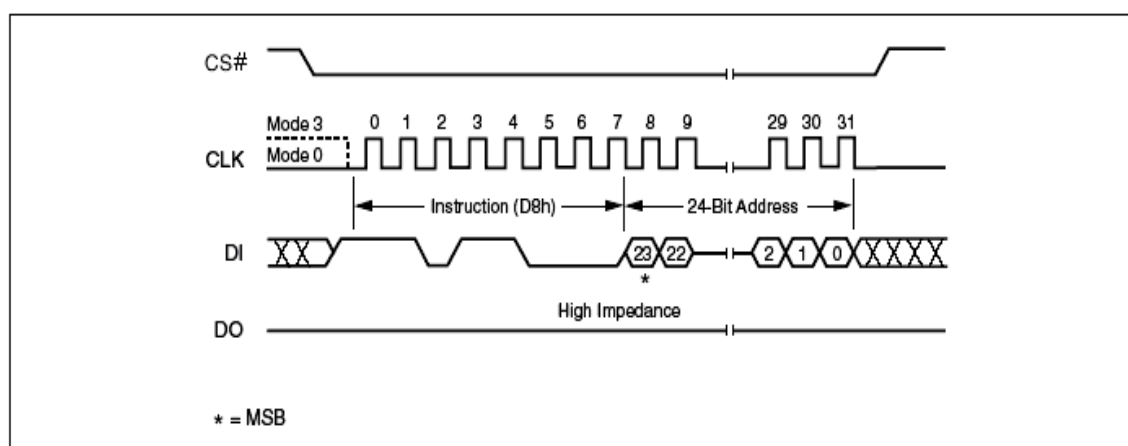 CS#
Mode 3
0 1 2 3 4 5 6 7 8 9 29 30 31
CLK
Mode 0
Instruction (D8h)
24-Bit Address
DI
23 22 2 1 0
*
High Impedance
DO
* = MSB